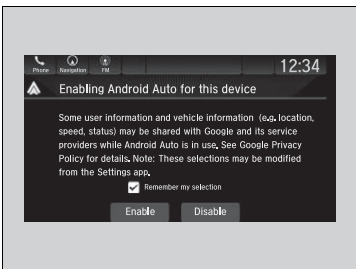 Phone Navigation FM 12:34
Enabling Android Auto for this device
Some user information and vehicle information (e.g. location,
speed, status) may be shared with Google and its service
providers while Android Auto is in use. See Google Privacy
Policy for details. Note: These selections may be modified
from the Settings app.
Remember my selection
Enable Disable